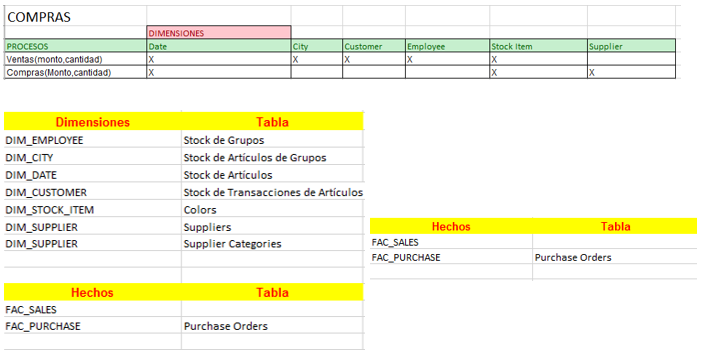 COMPRAS
DIMENSIONES
PROCESOS Date City Customer Employee Stock Item Supplier
Ventas(monto,cantidad) X X X X X
Compras(Monto,cantidad) X X X
Dimensiones Tabla
DIM_EMPLOYEE Stock de Grupos
DIM_CITY Stock de Artículos de Grupos
DIM_DATE Stock de Artículos
DIM_CUSTOMER Stock de Transacciones de Artículos
DIM_STOCK_ITEM Colors
DIM_SUPPLIER Suppliers
DIM_SUPPLIER Supplier Categories
Hechos Tabla
FAC_SALES
FAC_PURCHASE Purchase Orders
Hechos Tabla
FAC_SALES
FAC_PURCHASE Purchase Orders